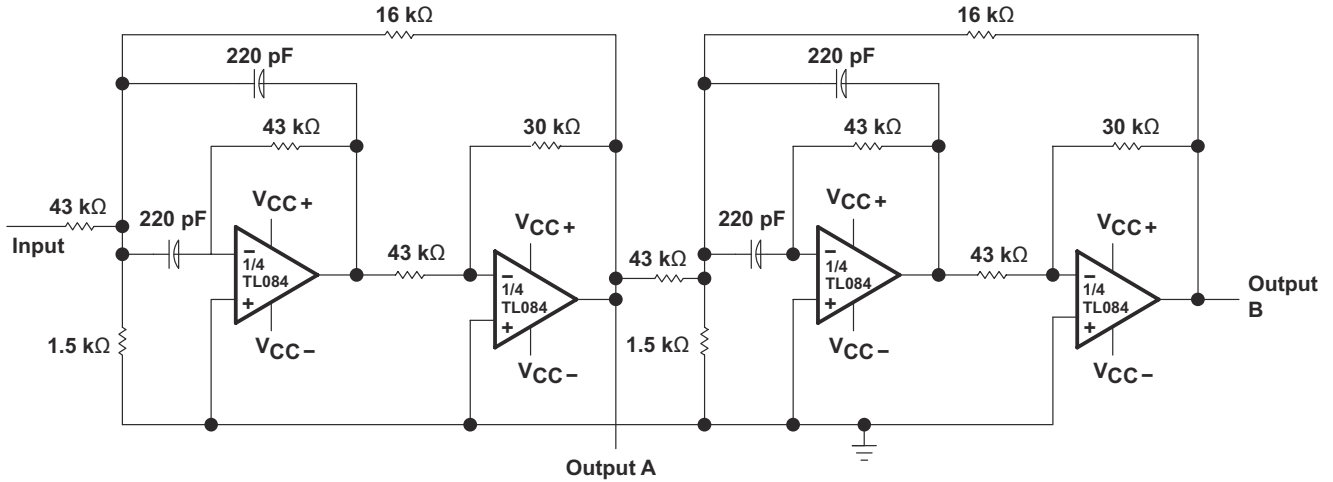 16 kΩ
16 kΩ
220 pF
220 pF
43 kΩ
30 kΩ
43 kΩ
30 kΩ
43 kΩ
Input
220 pF
VCC+
−
1/4
TL084
+
VCC−
1.5 kΩ
43 kΩ
VCC+
−
1/4
TL084
+
VCC−
Output A
43 kΩ
1.5 kΩ
220 pF
VCC+
−
1/4
TL084
+
VCC−
43 kΩ
VCC+
−
1/4
TL084
+
VCC−
Output
B